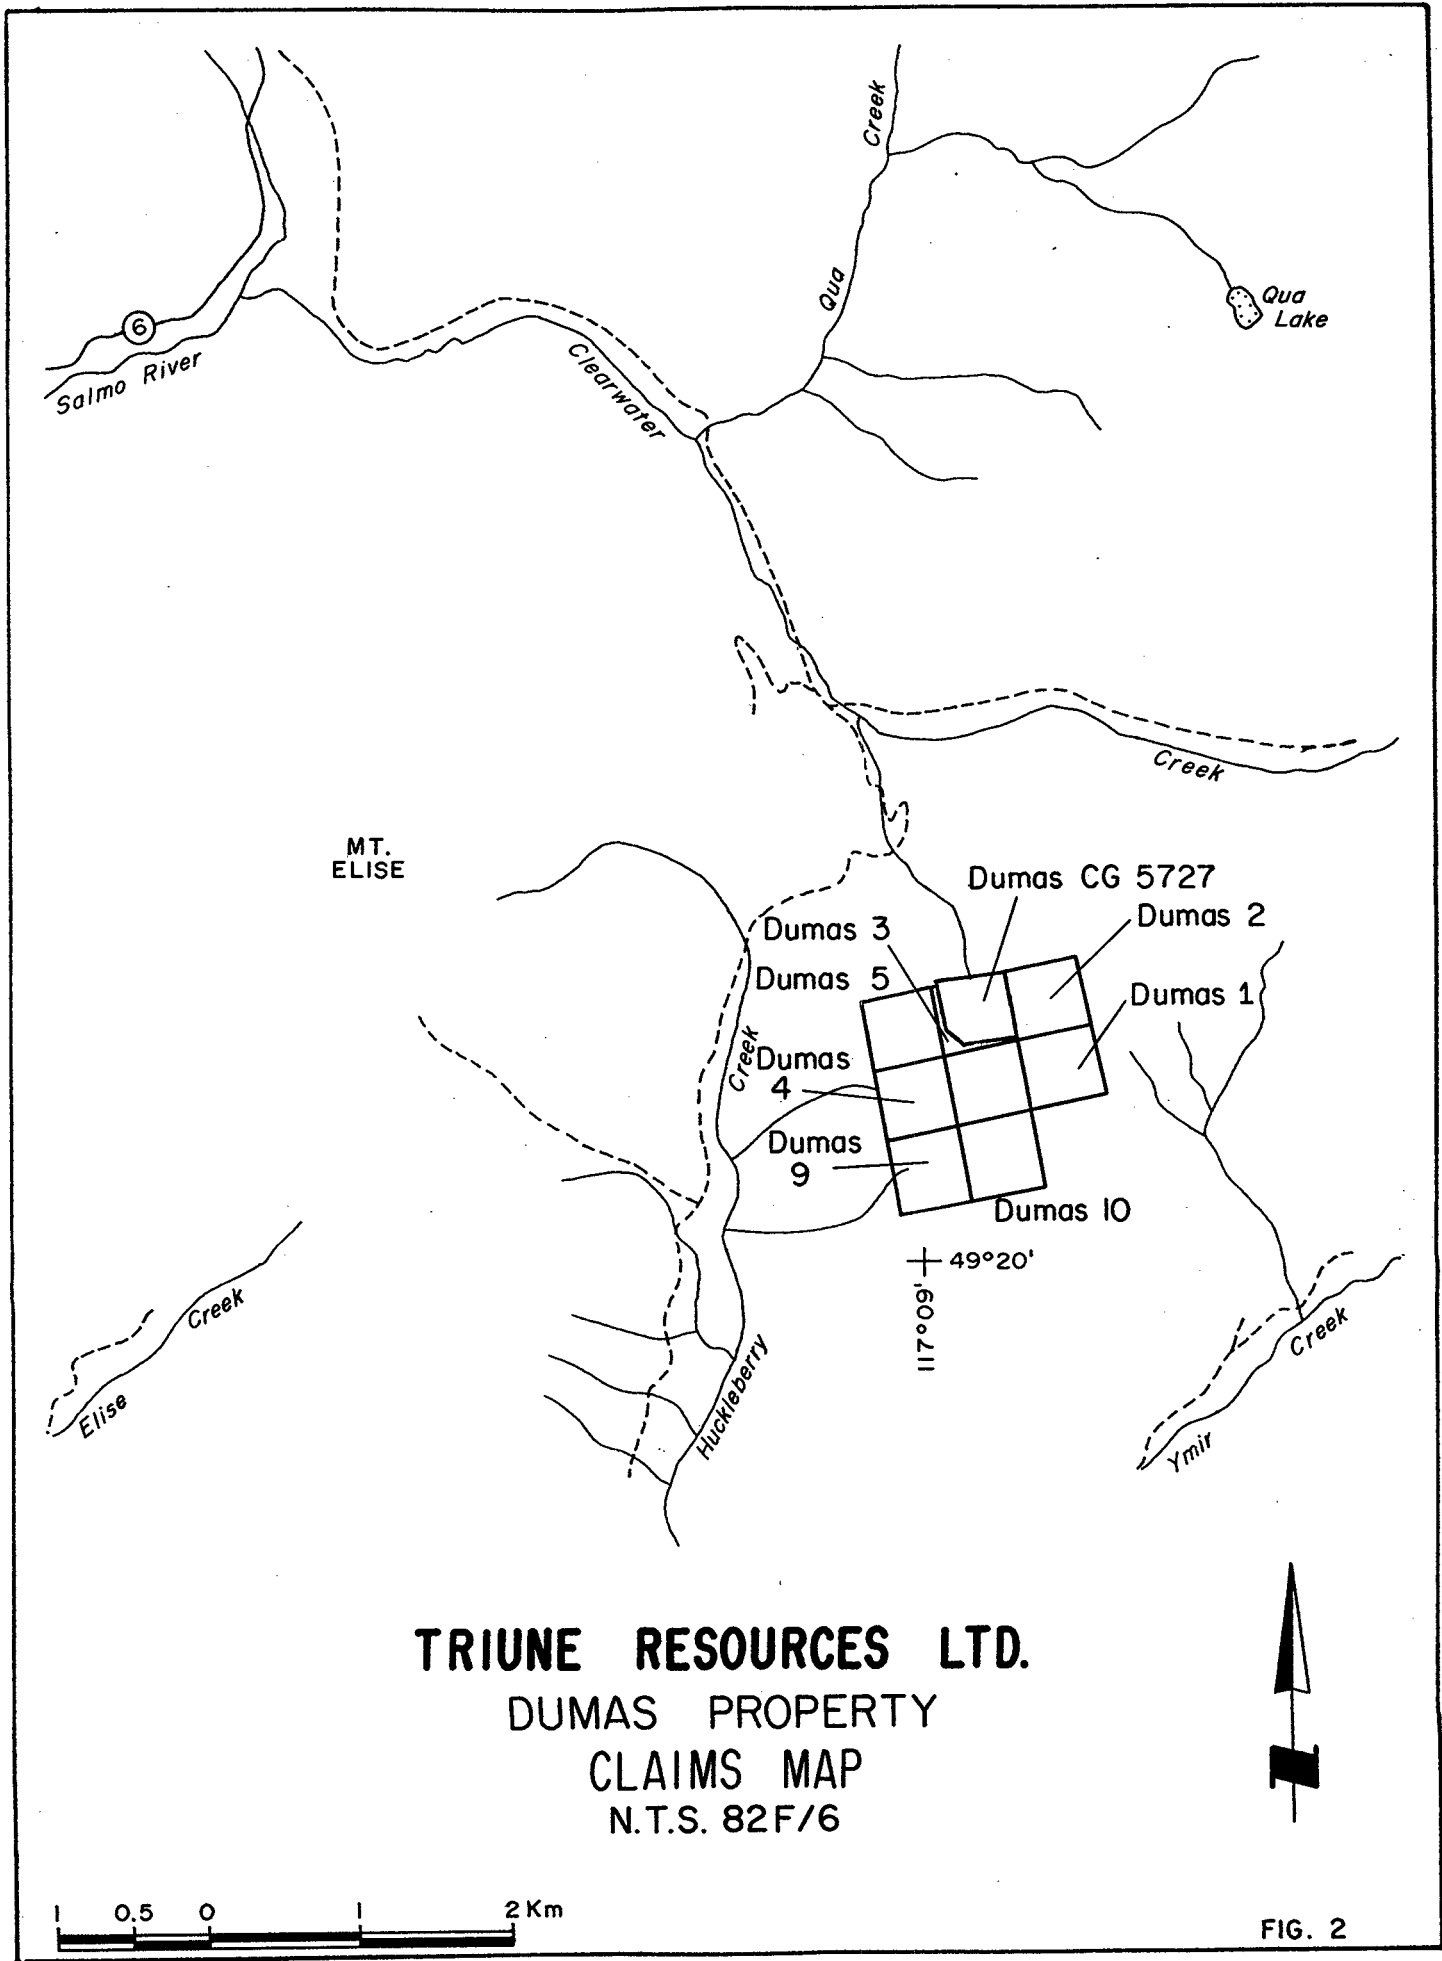 Creek
Qua
Qua
Lake
6
Salmo River
Clearwater
Creek
MT.
ELISE
Dumas CG 5727
Dumas 2
Dumas 3
Dumas 5
Dumas 1
Creek
Dumas
4
Dumas
9
Dumas 10
49°20'
117°09'
Creek
Elise
Huckleberry
Creek
Ymir
TRIUNE RESOURCES LTD.
DUMAS PROPERTY
CLAIMS MAP
N.T.S. 82F/6
N
1 0.5 0 1 2 Km
FIG. 2